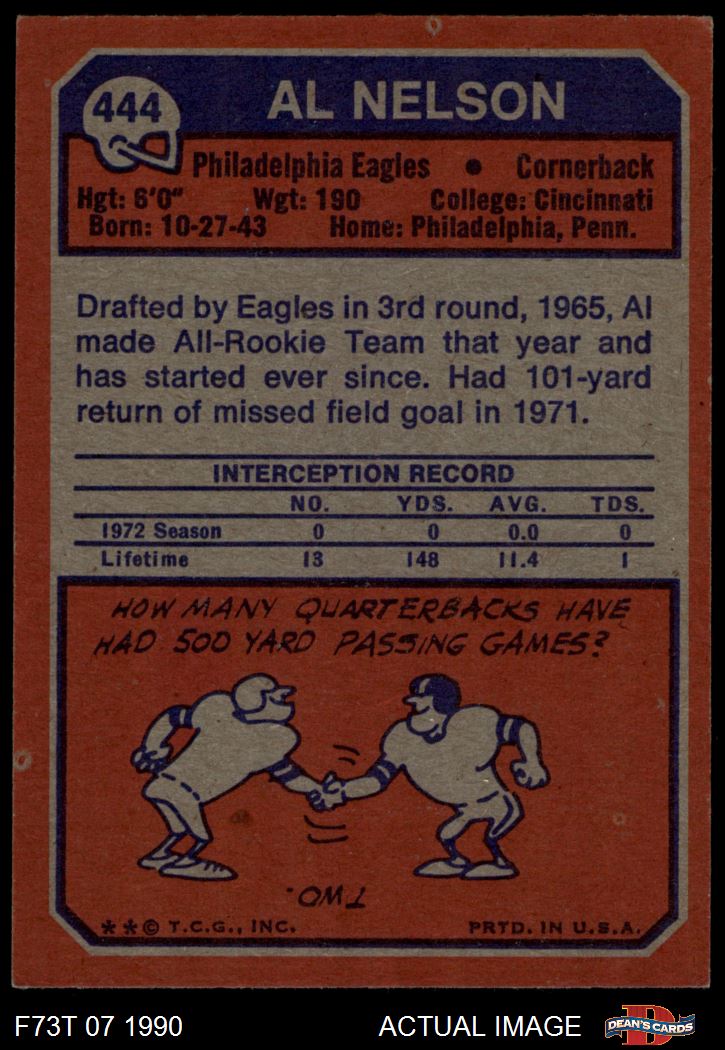 444
AL NELSON
Philadelphia Eagles • Cornerback
Hgt: 6'0" Wgt: 190 College: Cincinnati
Born: 10-27-43 Home: Philadelphia, Penn.
Drafted by Eagles in 3rd round, 1965, Al
made All-Rookie Team that year and
has started ever since. Had 101-yard
return of missed field goal in 1971.
INTERCEPTION RECORD
NO. YDS. AVG. TDS.
1972 Season 0 0 0.0 0
Lifetime 13 148 11.4 1
HOW MANY QUARTERBACKS HAVE
HAD 500 YARD PASSING GAMES?
TWO.
**© T.C.G., INC. PRTD. IN U.S.A.
F73T 07 1990 ACTUAL IMAGE
D
DEAN'S CARDS